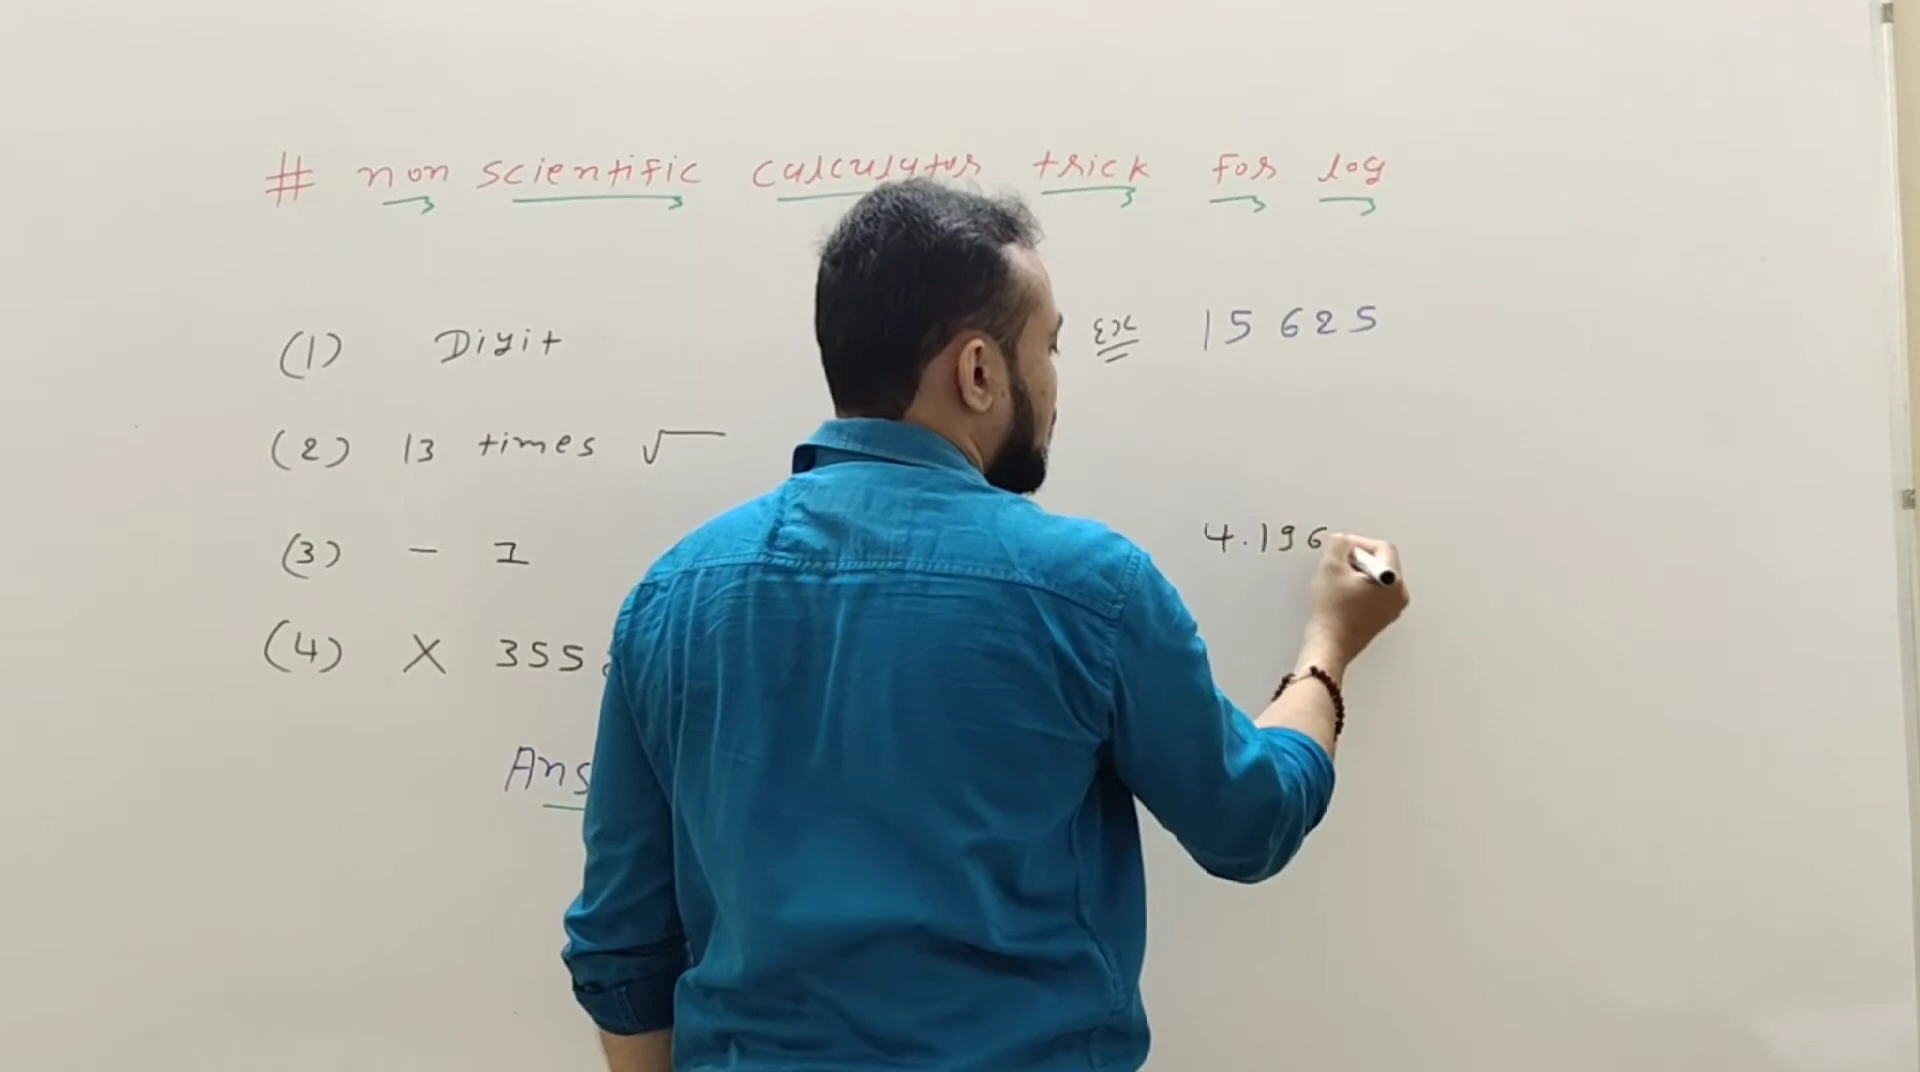 # non scientific calculator trick for log
(1) Digit
Ex 15625
(2) 13 times √
(3) - 1
4.196
(4) X 355
Ans